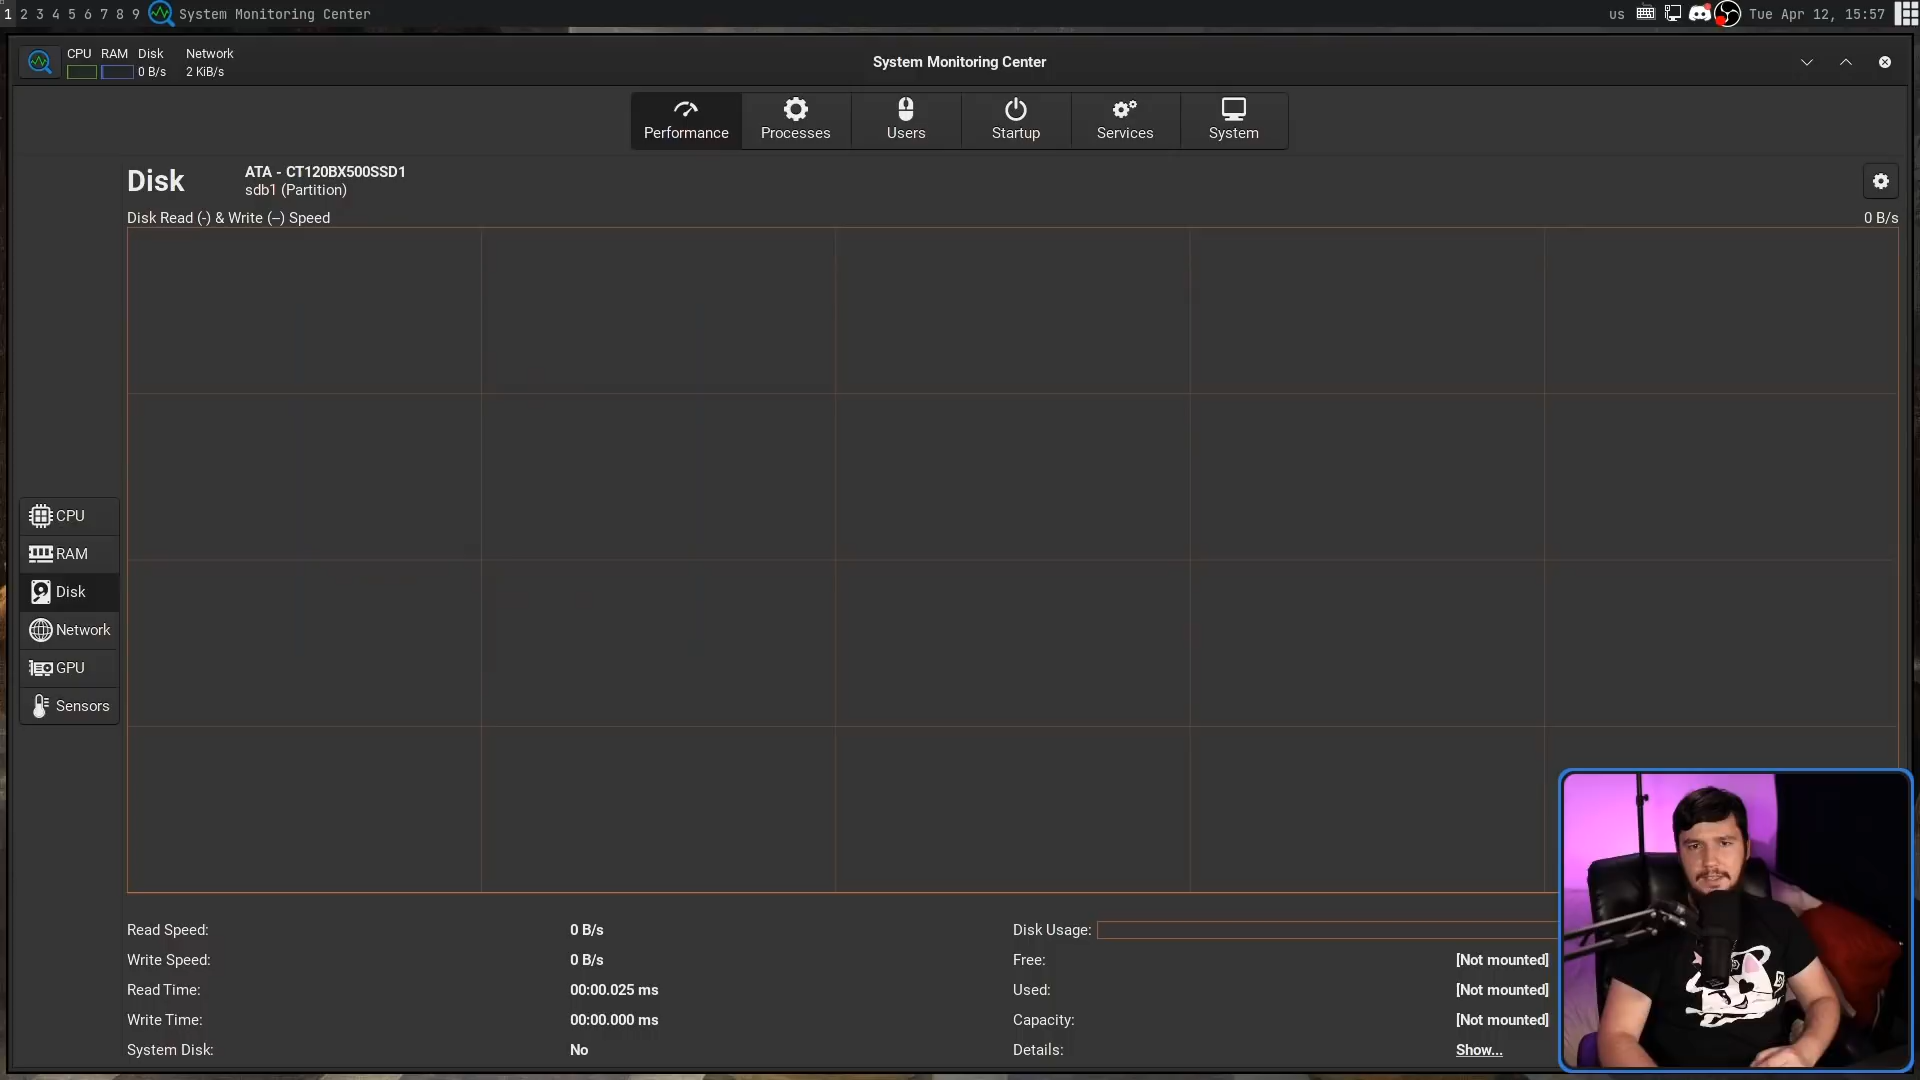 1 2 3 4 5 6 7 8 9 System Monitoring Center us Tue Apr 12, 15:57
CPU RAM Disk Network
0 B/s 2 KiB/s
System Monitoring Center
Performance Processes Users Startup Services System
Disk
ATA - CT120BX500SSD1
sdb1 (Partition)
Disk Read (-) & Write (--) Speed 0 B/s
CPU
RAM
Disk
Network
GPU
Sensors
Read Speed: 0 B/s Disk Usage:
Write Speed: 0 B/s Free: [Not mounted]
Read Time: 00:00.025 ms Used: [Not mounted]
Write Time: 00:00.000 ms Capacity: [Not mounted]
System Disk: No Details: Show...